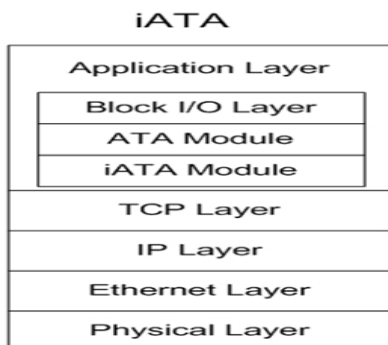 iATA
Application Layer
Block I/O Layer
ATA Module
iATA Module
TCP Layer
IP Layer
Ethernet Layer
Physical Layer